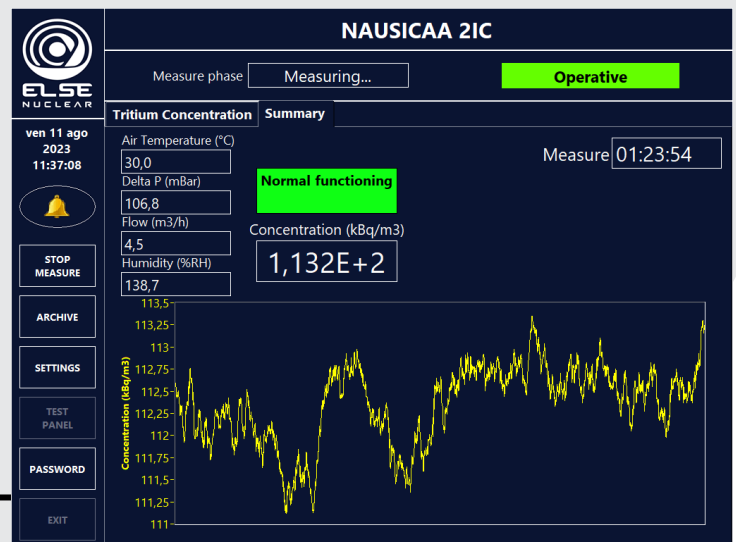 NAUSICAA 2IC
ELSE
NUCLEAR
Measure phase Measuring... Operative
Tritium Concentration Summary
ven 11 ago
2023
11:37:08
STOP
MEASURE
ARCHIVE
SETTINGS
TEST
PANEL
PASSWORD
EXIT
Air Temperature (°C)
30,0
Delta P (mBar)
106,8
Flow (m3/h)
4,5
Humidity (%RH)
138,7
Normal functioning
Concentration (kBq/m3)
1,132E+2
Measure 01:23:54
Concentration (kBq/m3)
113,5
113,25
113
112,75
112,5
112,25
112
111,75
111,5
111,25
111